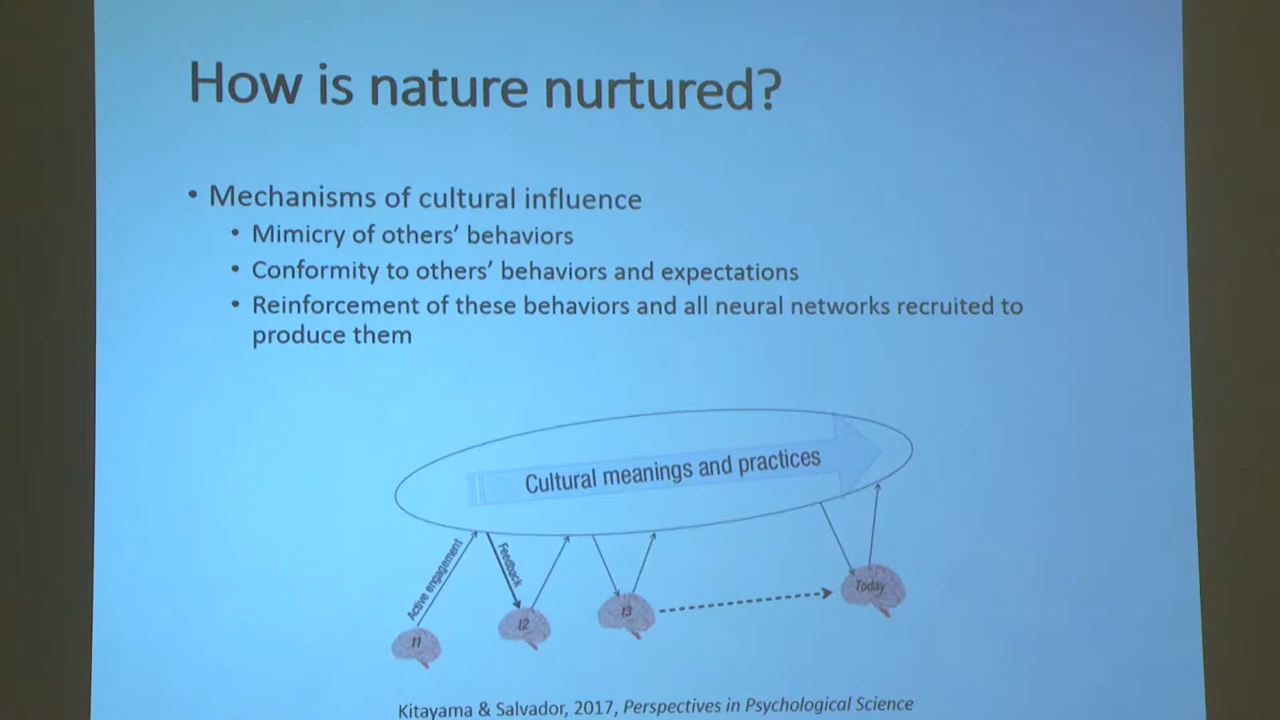 How is nature nurtured?
• Mechanisms of cultural influence
• Mimicry of others’ behaviors
• Conformity to others’ behaviors and expectations
• Reinforcement of these behaviors and all neural networks recruited to
produce them
Cultural meanings and practices
Active engagement
Feedback
t1
t2
t3
Today
Kitayama & Salvador, 2017, Perspectives in Psychological Science